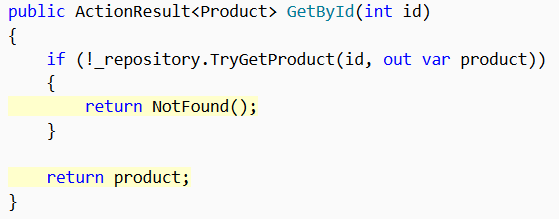 public ActionResult<Product> GetById(int id)
{
    if (!_repository.TryGetProduct(id, out var product))
    {
        return NotFound();
    }
    return product;
}